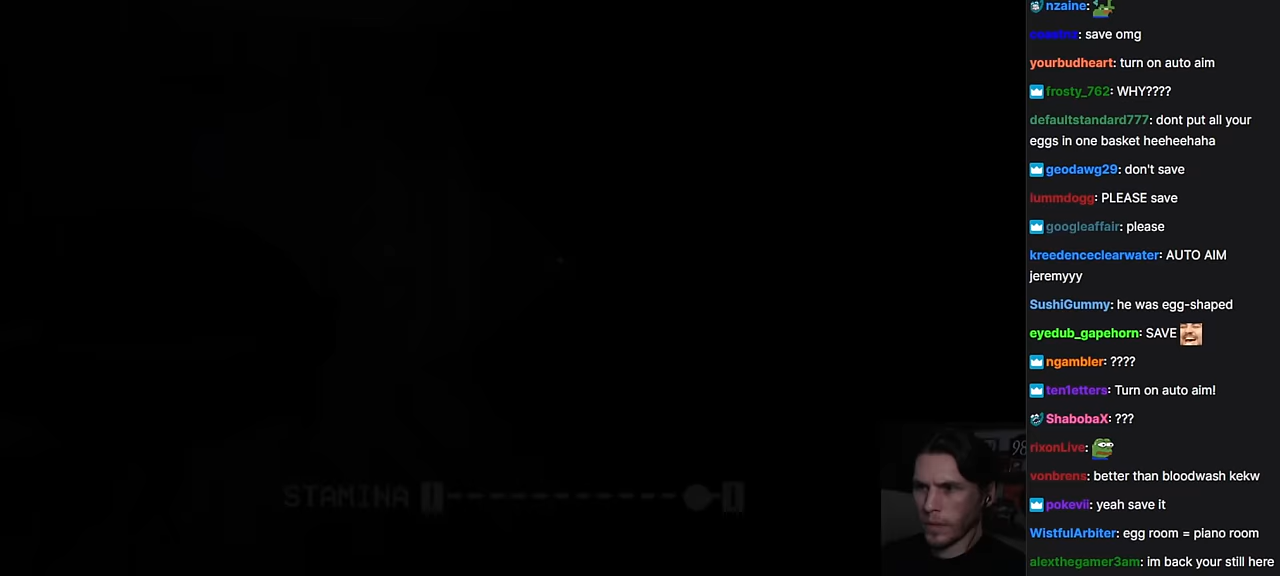 nzaine:
: save omg
yourbudheart: turn on auto aim
frosty_762: WHY????
defaultstandard777: dont put all your
eggs in one basket heeheehaha
geodawg29: don't save
lummdogg: PLEASE save
googleaffair: please
kreedenceclearwater: AUTO AIM
jeremyyy
SushiGummy: he was egg-shaped
eyedub_gapehorn: SAVE
ngambler: ????
ten1etters: Turn on auto aim!
ShabobaX: ???
rixonLive:
vonbrens: better than bloodwash kekw
pokevii: yeah save it
WistfulArbiter: egg room = piano room
alexthegamer3am: im back your still here
98
STAMINA